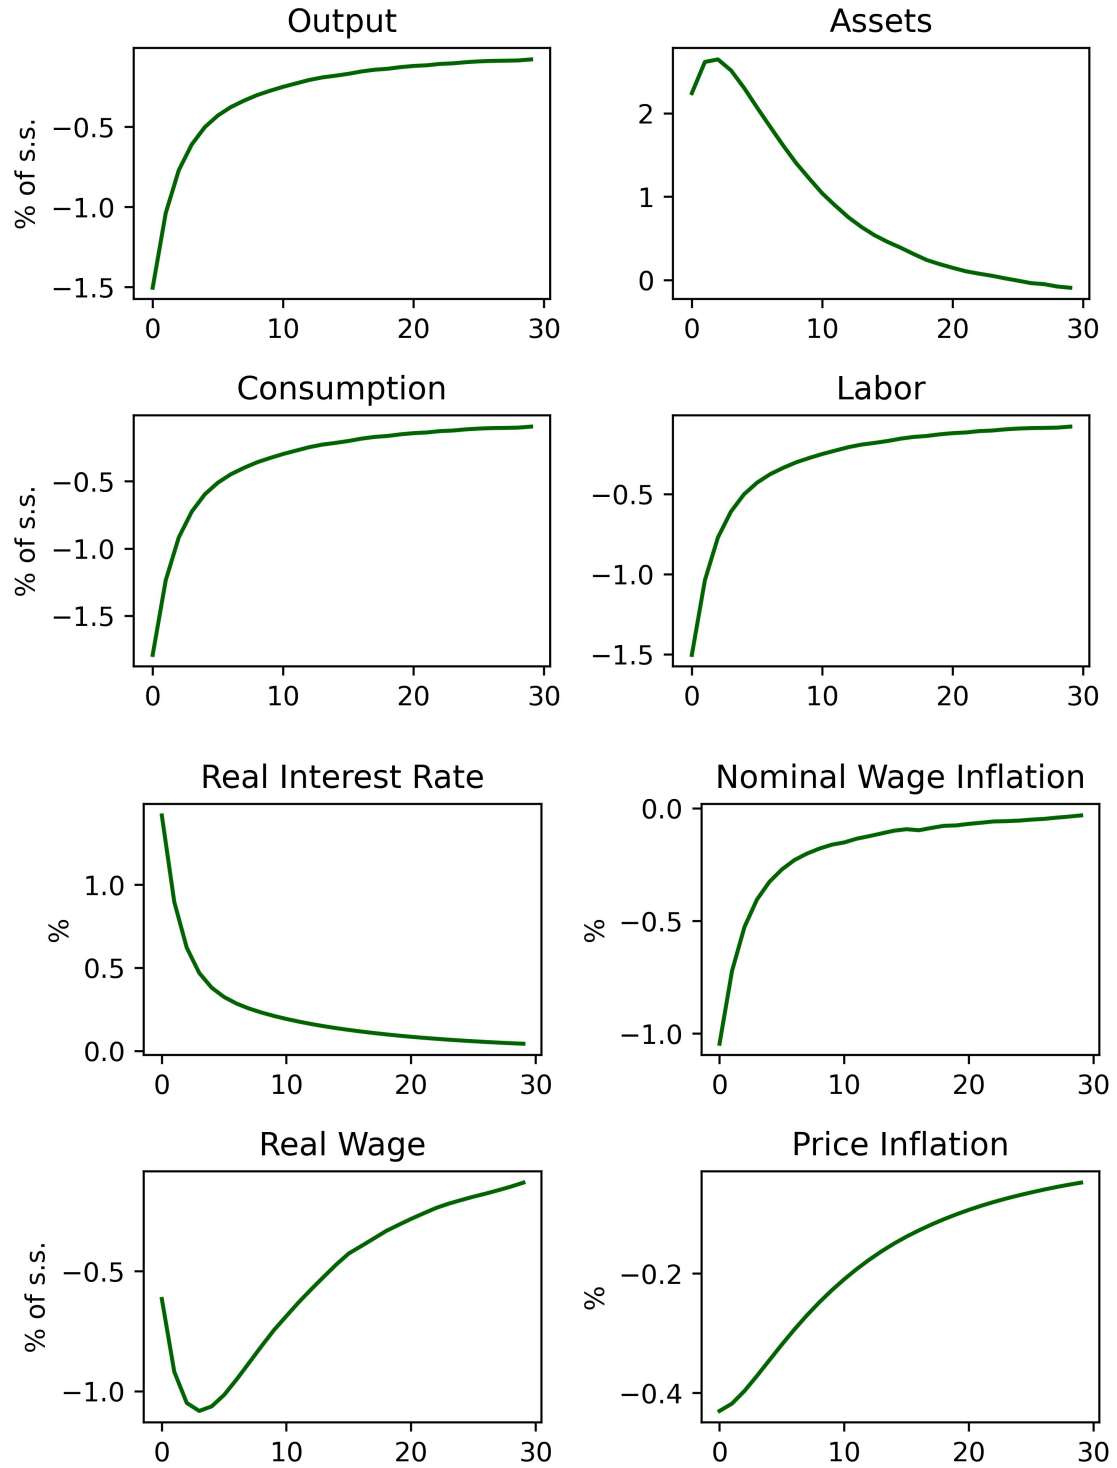 Output
% of s.s.
−0.5
−1.0
−1.5
0 10 20 30
Assets
2
1
0
0 10 20 30
Consumption
% of s.s.
−0.5
−1.0
−1.5
0 10 20 30
Labor
−0.5
−1.0
−1.5
0 10 20 30
Real Interest Rate
%
1.0
0.5
0.0
0 10 20 30
Nominal Wage Inflation
%
0.0
−0.5
−1.0
0 10 20 30
Real Wage
% of s.s.
−0.5
−1.0
0 10 20 30
Price Inflation
%
−0.2
−0.4
0 10 20 30